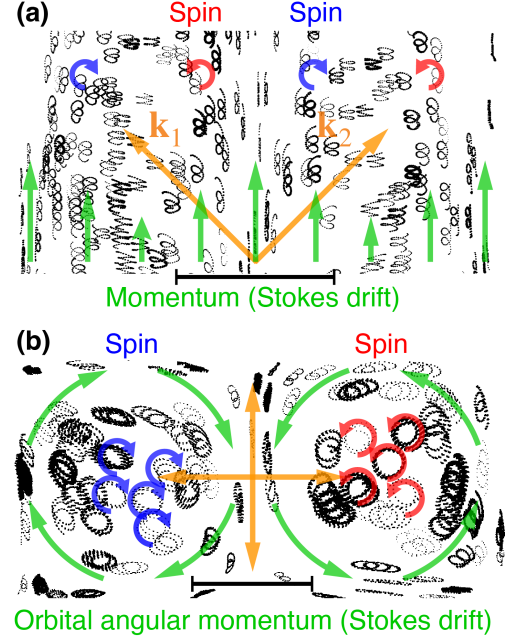 (a)
Spin Spin
k1 k2
Momentum (Stokes drift)
(b)
Spin Spin
Orbital angular momentum (Stokes drift)